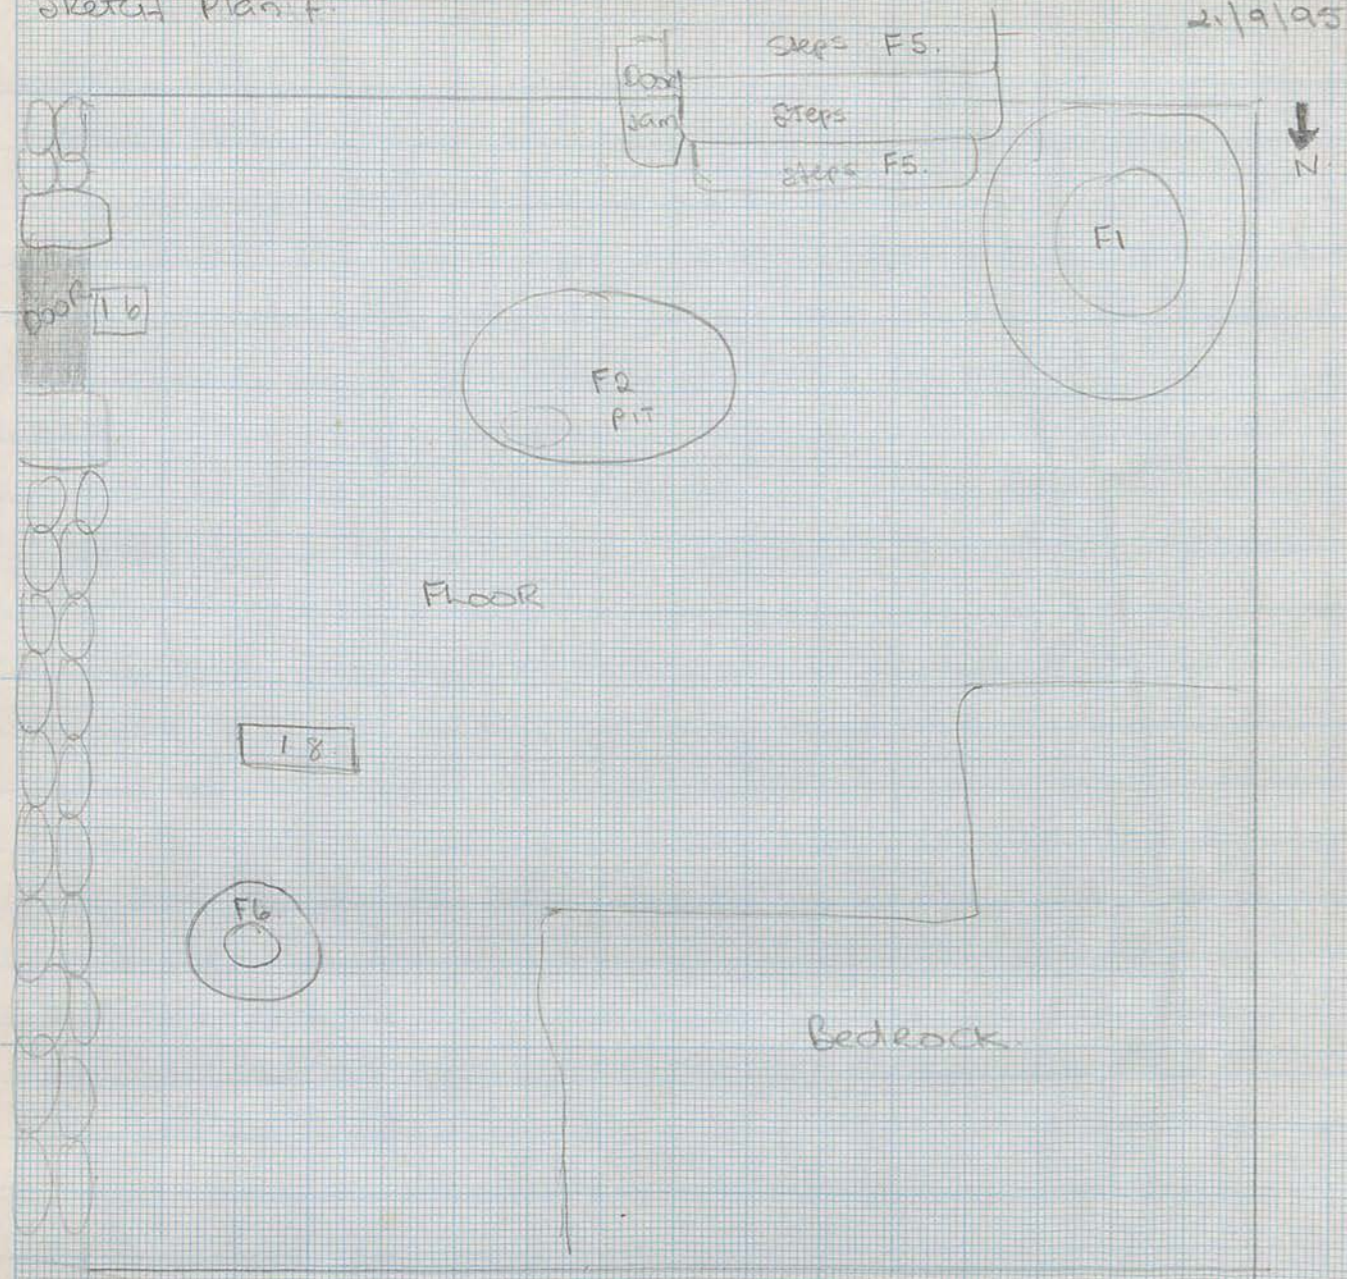 Sketch Plan f.
2./9/95
Steps F5.
Door
Jam
Steps
Steps F5.
N.
F1
DOOR
16
F2
PIT
FLOOR
18
F6
Bedrock.